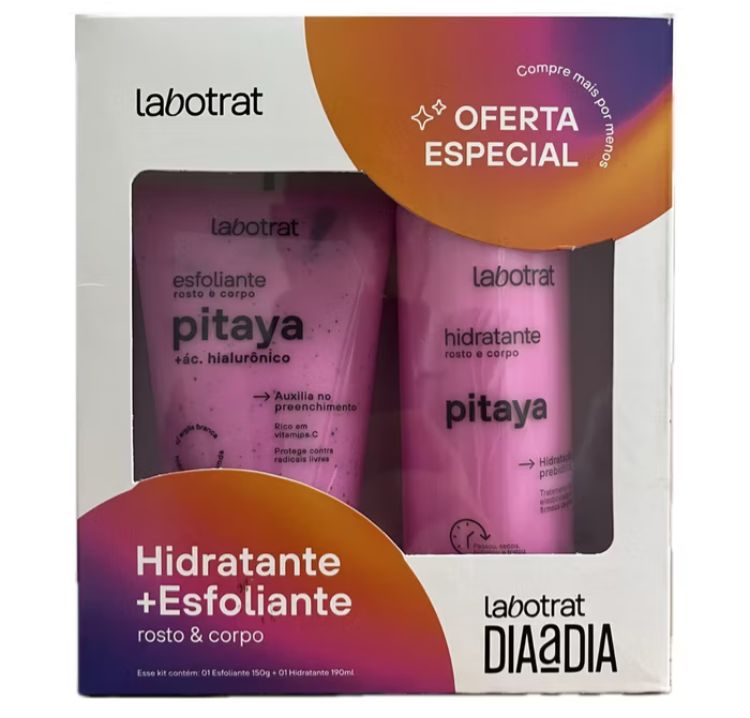 labotrat
Compre mais por menos
OFERTA
ESPECIAL
labotrat
esfoliante
rosto e corpo
pitaya
+ác. hialurônico
Auxilia no
preenchimento
Rico em
vitamina C
Protege contra
radicais livres
argila branca
labotrat
hidratante
rosto e corpo
pitaya
Hidratante
+Esfoliante
rosto & corpo
Esse kit contém: 01 Esfoliante 150g + 01 Hidratante 190ml
labotrat
DIAaDIA